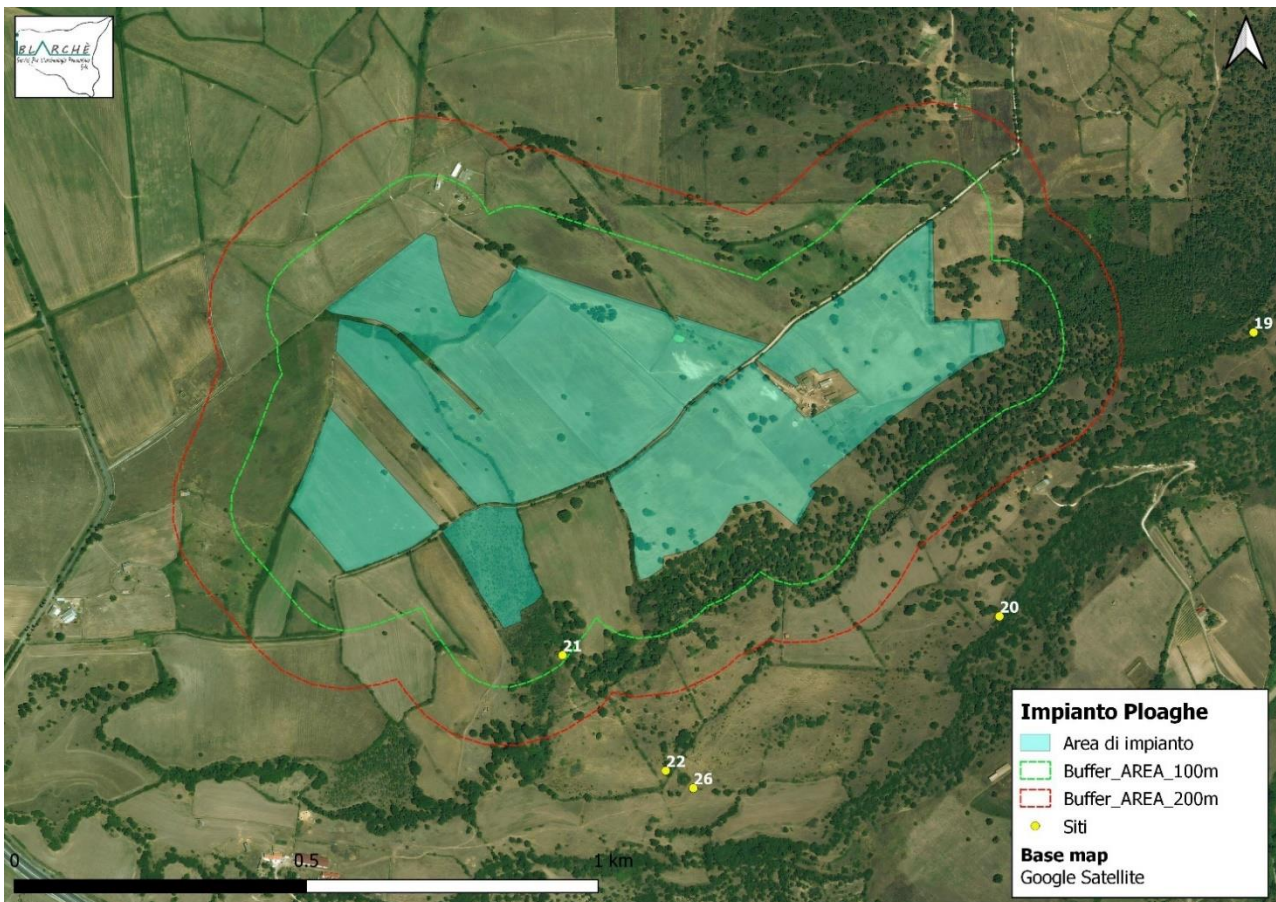 BLARCHÈ
19
20
21
22
26
0
0.5
1 km
Impianto Ploaghe
Area di impianto
Buffer_AREA_100m
Buffer_AREA_200m
Siti
Base map
Google Satellite